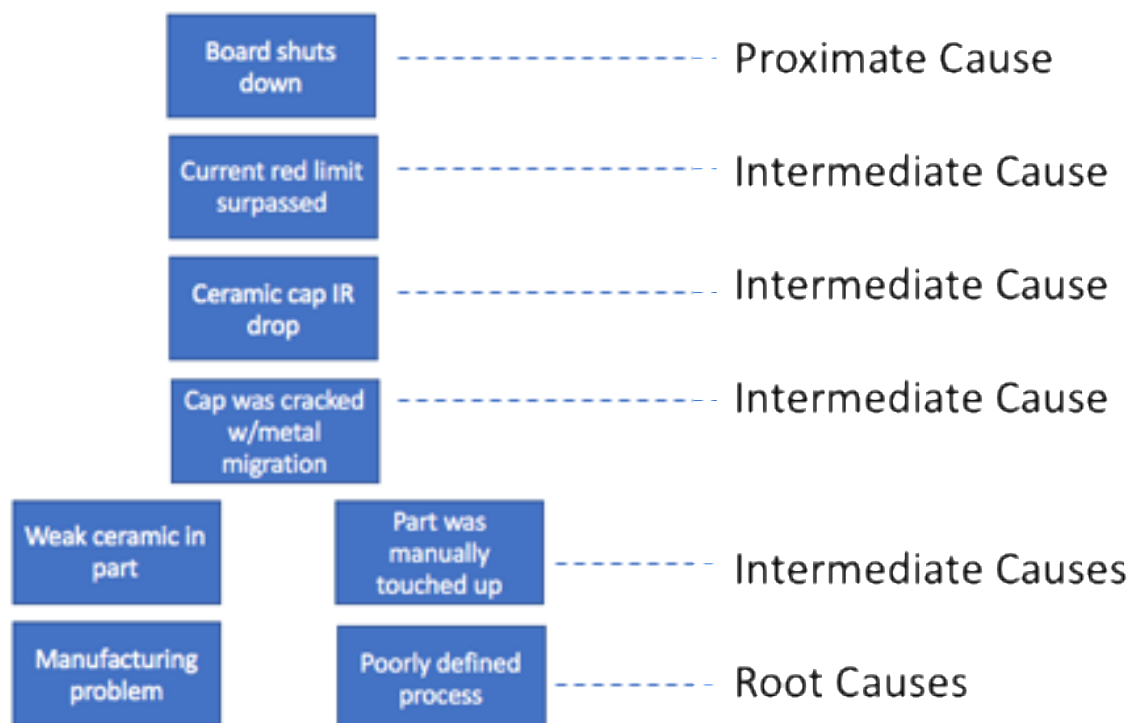 Board shuts
down
Proximate Cause
Current red limit
surpassed
Intermediate Cause
Ceramic cap IR
drop
Intermediate Cause
Cap was cracked
w/metal
migration
Intermediate Cause
Weak ceramic in
part
Part was
manually
touched up
Intermediate Causes
Manufacturing
problem
Poorly defined
process
Root Causes